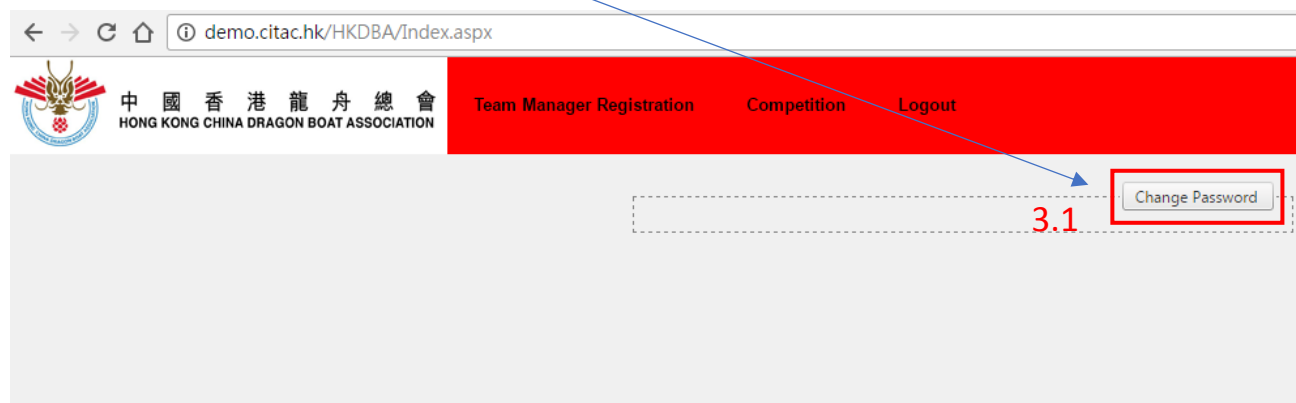 demo.citac.hk/HKDBA/Index.aspx
中國香港龍舟總會
HONG KONG CHINA DRAGON BOAT ASSOCIATION
Team Manager Registration Competition Logout
Change Password
3.1